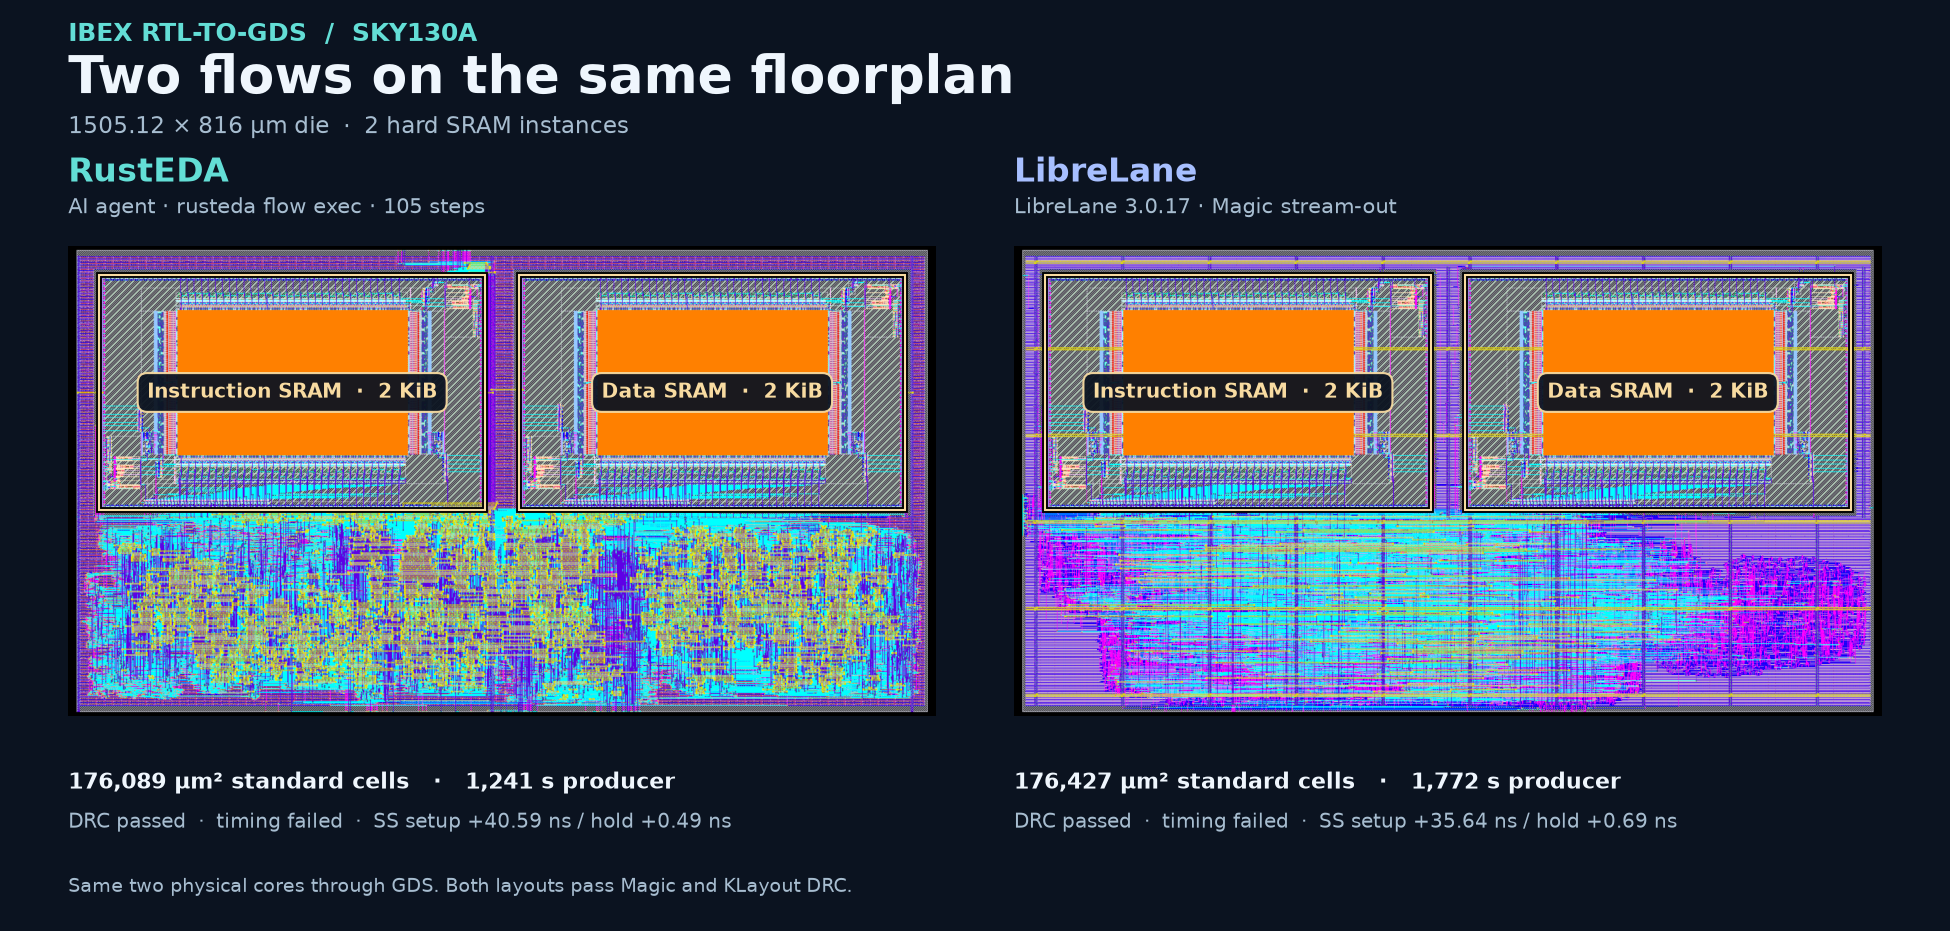 IBEX RTL-TO-GDS / SKY130A
Two flows on the same floorplan
1505.12 × 816 µm die · 2 hard SRAM instances
RustEDA
AI agent · rusteda flow exec · 105 steps
Instruction SRAM · 2 KiB
Data SRAM · 2 KiB
176,089 µm² standard cells · 1,241 s producer
DRC passed · timing failed · SS setup +40.59 ns / hold +0.49 ns
LibreLane
LibreLane 3.0.17 · Magic stream-out
Instruction SRAM · 2 KiB
Data SRAM · 2 KiB
176,427 µm² standard cells · 1,772 s producer
DRC passed · timing failed · SS setup +35.64 ns / hold +0.69 ns
Same two physical cores through GDS. Both layouts pass Magic and KLayout DRC.